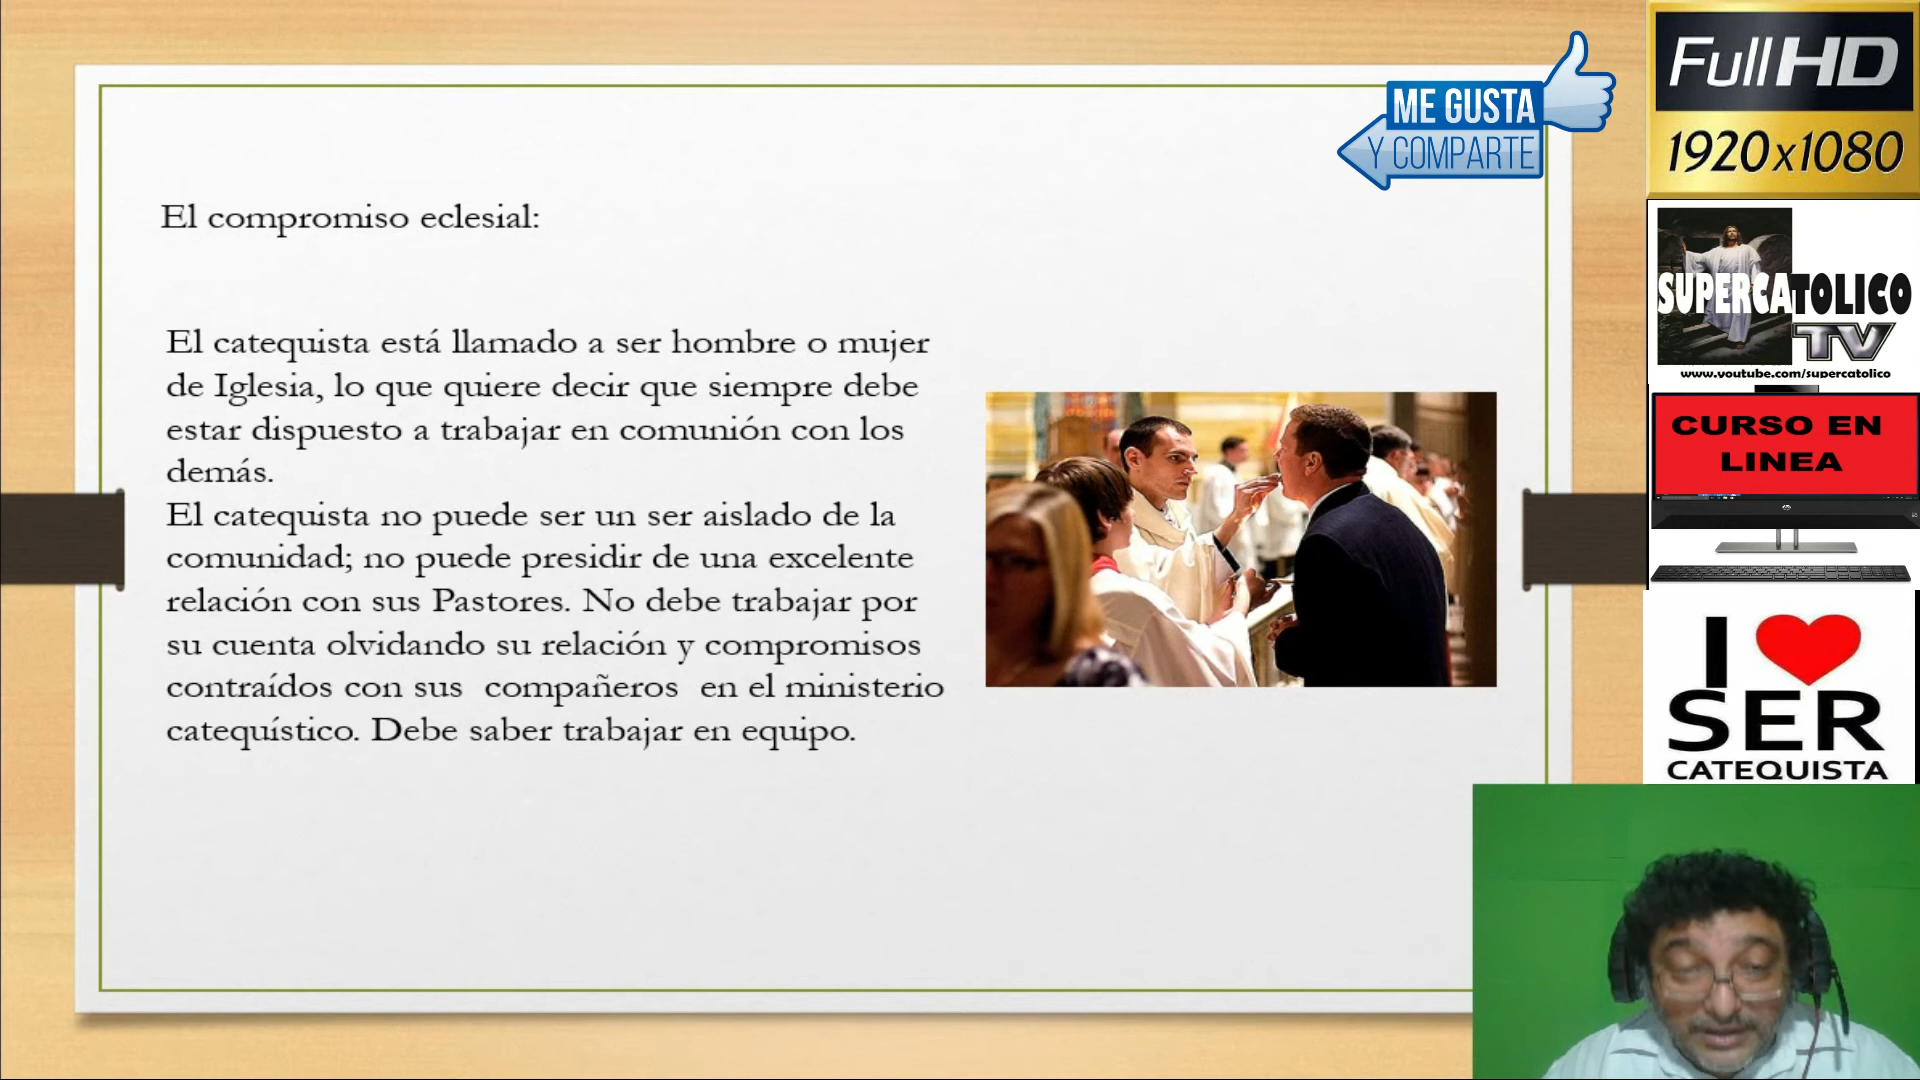 El compromiso eclesial:
El catequista está llamado a ser hombre o mujer
de Iglesia, lo que quiere decir que siempre debe
estar dispuesto a trabajar en comunión con los
demás.
El catequista no puede ser un ser aislado de la
comunidad; no puede presidir de una excelente
relación con sus Pastores. No debe trabajar por
su cuenta olvidando su relación y compromisos
contraídos con sus compañeros en el ministerio
catequístico. Debe saber trabajar en equipo.
ME GUSTA
Y COMPARTE
Full HD
1920x1080
SUPERCATOLICO
TV
www.youtube.com/supercatolico
CURSO EN
LINEA
hp
I
SER
CATEQUISTA